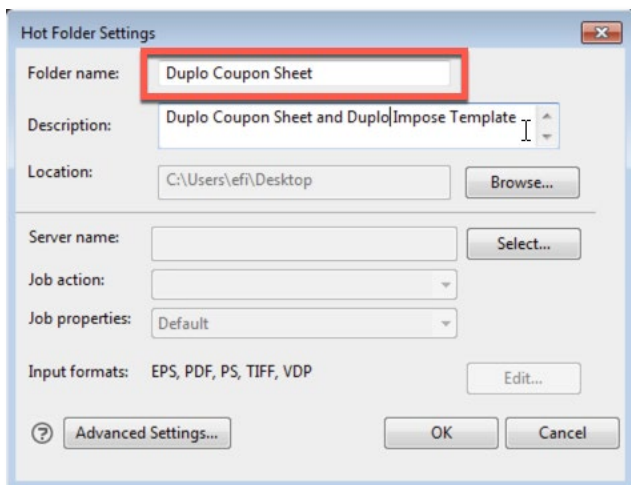 Hot Folder Settings
Folder name: Duplo Coupon Sheet
Description: Duplo Coupon Sheet and Duplo Impose Template
Location: C:\Users\efi\Desktop Browse...
Server name: Select...
Job action:
Job properties: Default
Input formats: EPS, PDF, PS, TIFF, VDP Edit...
? Advanced Settings... OK Cancel